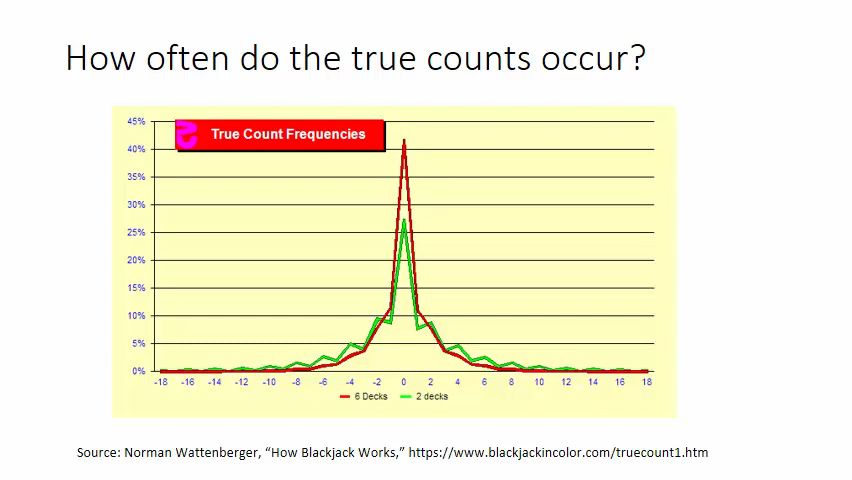 How often do the true counts occur?
True Count Frequencies
45%
40%
35%
30%
25%
20%
15%
10%
5%
0%
-18 -16 -14 -12 -10 -8 -6 -4 -2 0 2 4 6 8 10 12 14 16 18
6 Decks 2 decks
Source: Norman Wattenberger, “How Blackjack Works,” https://www.blackjackincolor.com/truecount1.htm